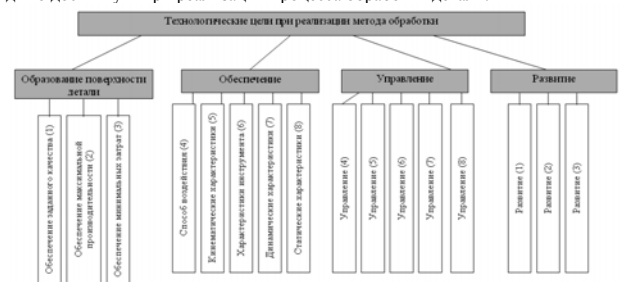 Технологические цели при реализации метода обработки
Образование поверхности
детали
Обеспечение
Управление
Развитие
Обеспечение заданного качества (1)
Обеспечение максимальной
производительности (2)
Обеспечение минимальных затрат (3)
Способ воздействия (4)
Кинематические характеристики (5)
Характеристики инструмента (6)
Динамические характеристики (7)
Статические характеристики (8)
Управление (4)
Управление (5)
Управление (6)
Управление (7)
Управление (8)
Развитие (1)
Развитие (2)
Развитие (3)